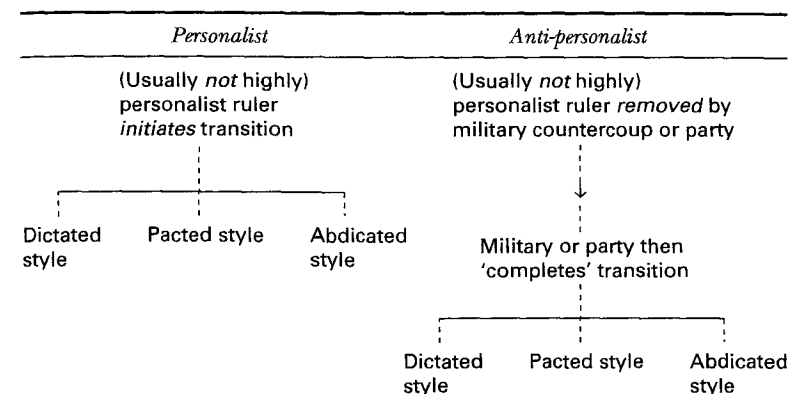 Personalist
Anti-personalist
(Usually not highly)
personalist ruler
initiates transition
(Usually not highly)
personalist ruler removed by
military countercoup or party
Dictated
style
Pacted style
Abdicated
style
Military or party then
'completes' transition
Dictated
style
Pacted style
Abdicated
style